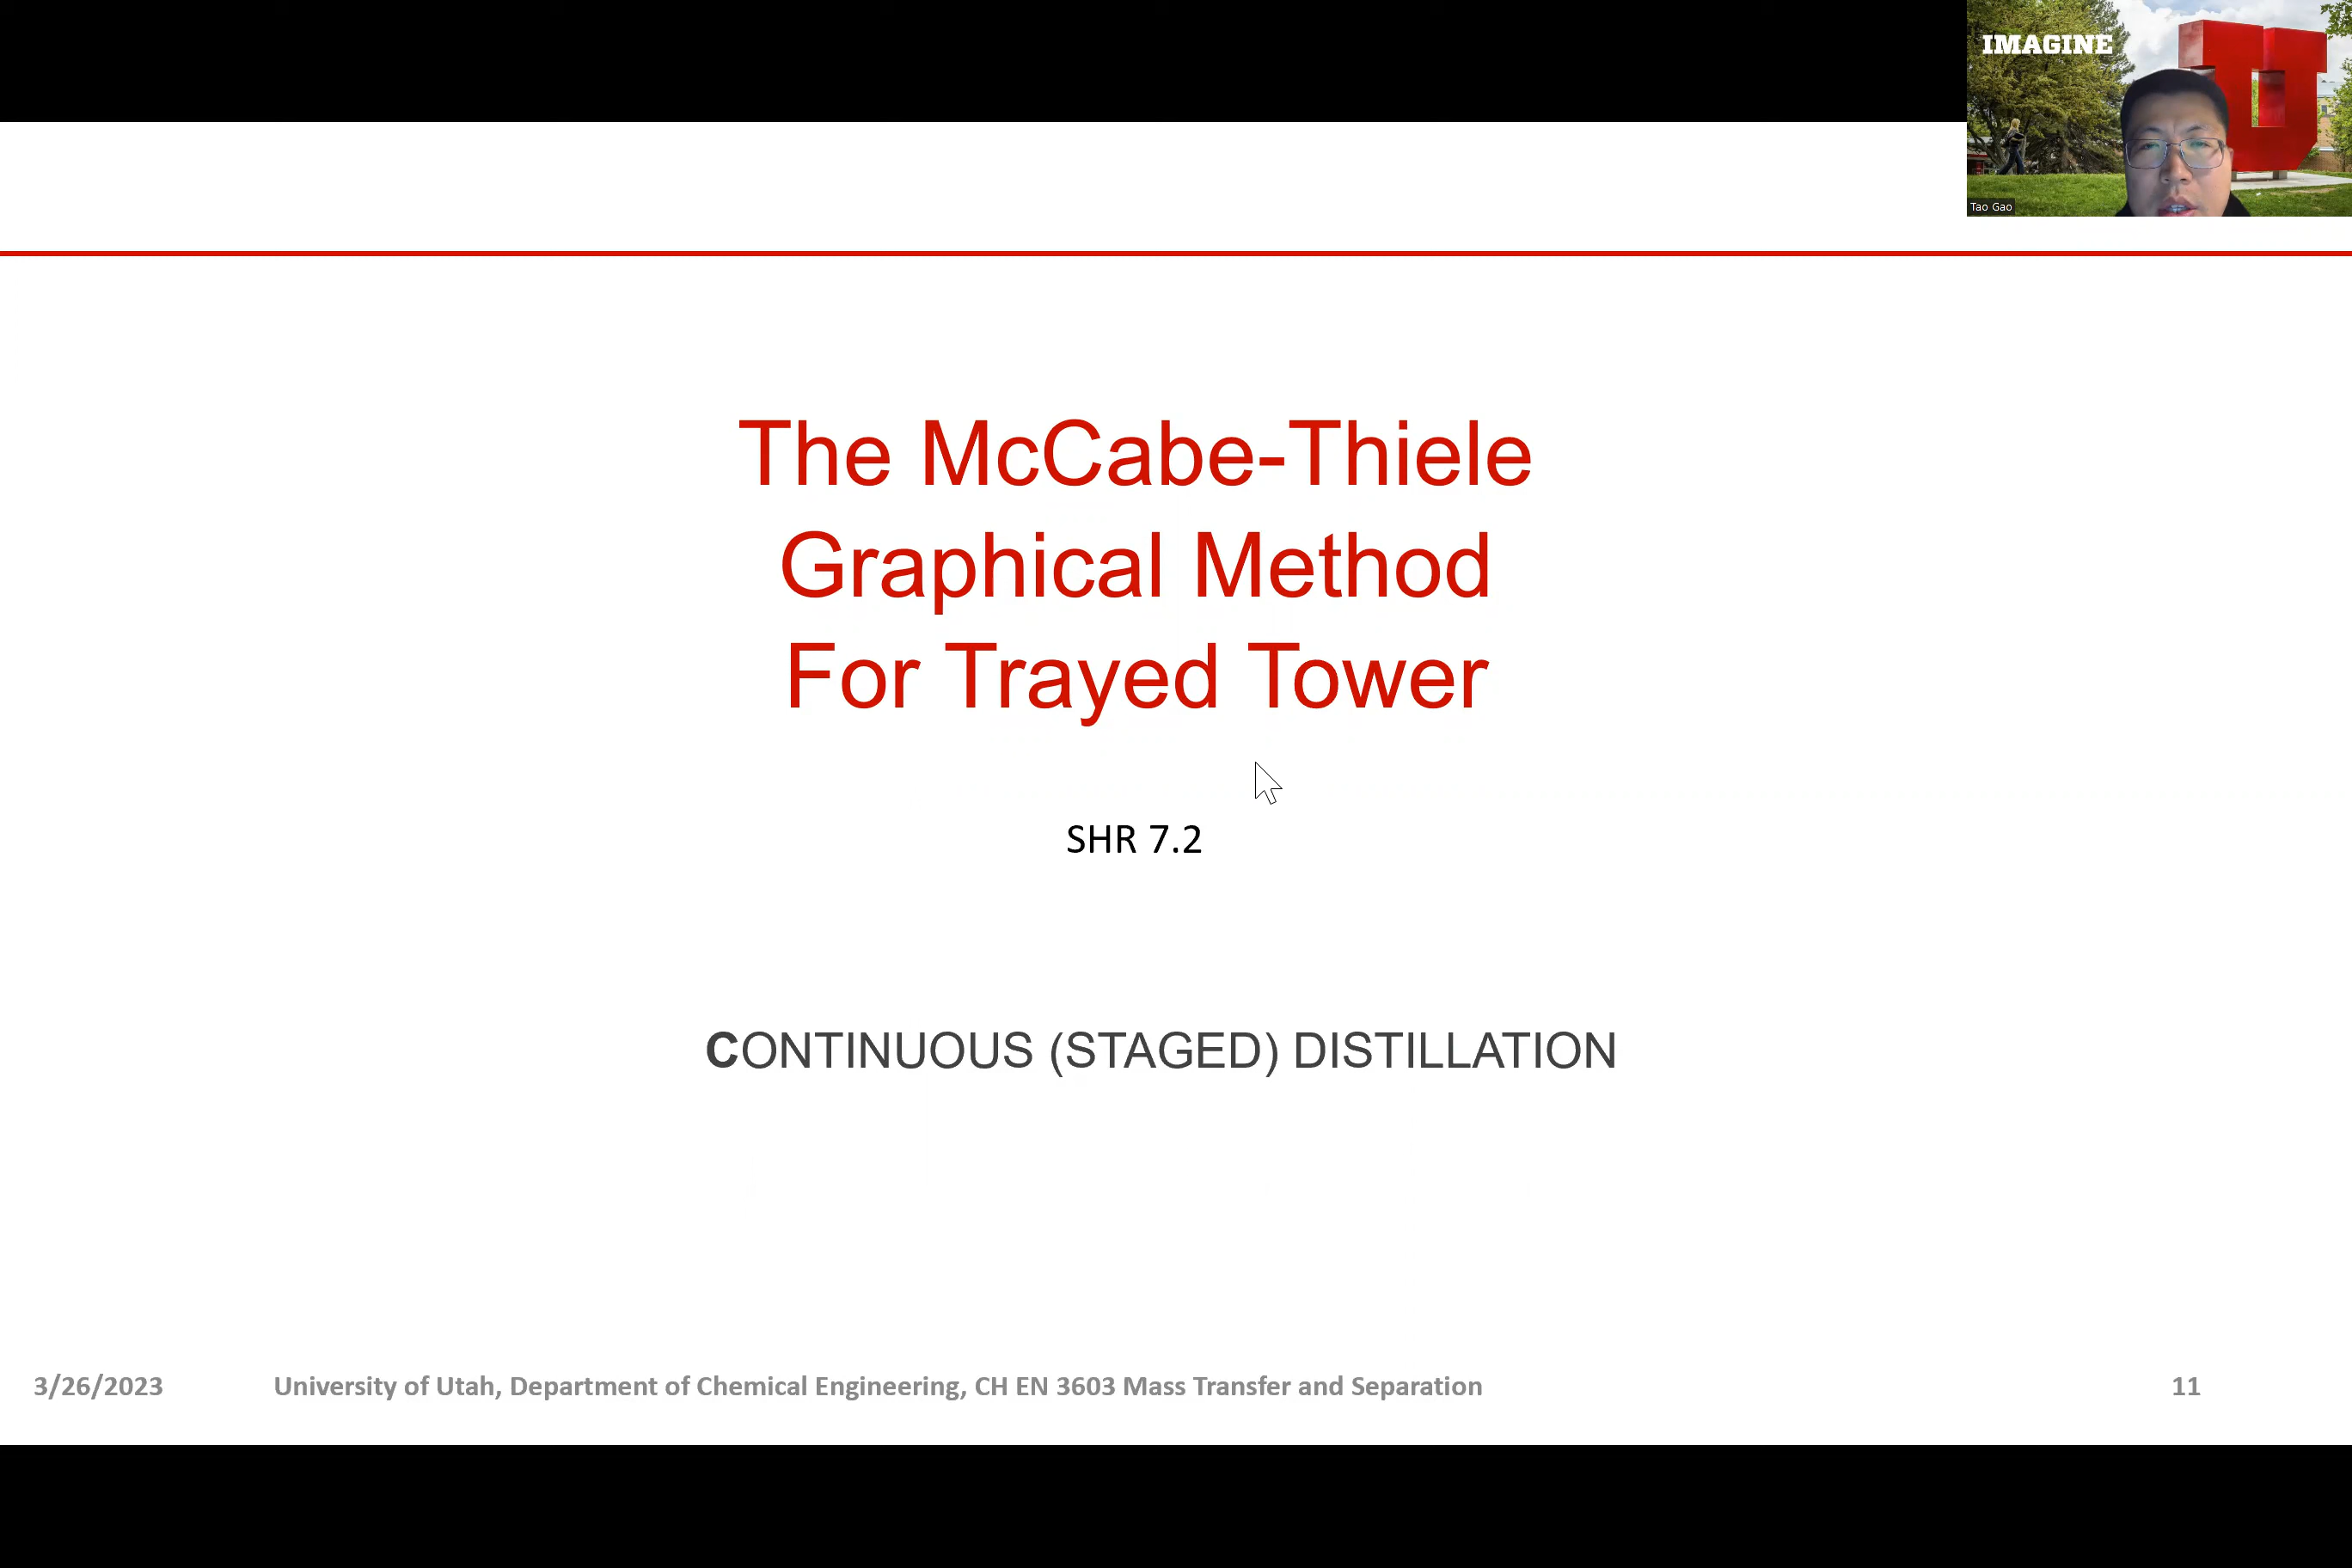 IMAGINE
Tao Gao
The McCabe-Thiele
Graphical Method
For Trayed Tower
SHR 7.2
CONTINUOUS (STAGED) DISTILLATION
3/26/2023 University of Utah, Department of Chemical Engineering, CH EN 3603 Mass Transfer and Separation 11